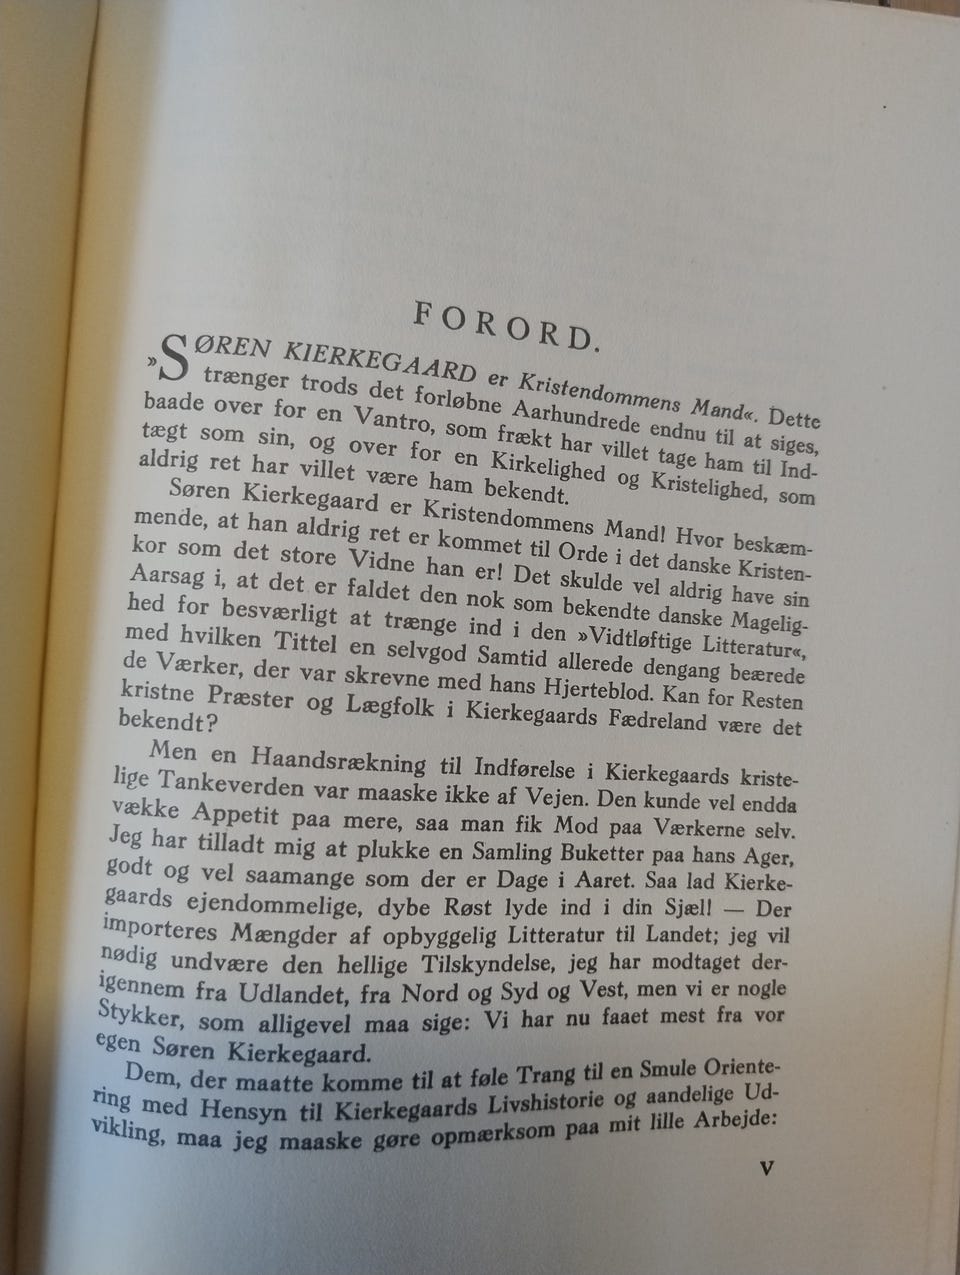 FORORD.
»SØREN KIERKEGAARD er Kristendommens Mand«. Dette
trænger trods det forløbne Aarhundrede endnu til at siges,
baade over for en Vantro, som frækt har villet tage ham til Ind-
tægt som sin, og over for en Kirkelighed og Kristelighed, som
aldrig ret har villet være ham bekendt.
Søren Kierkegaard er Kristendommens Mand! Hvor beskæm-
mende, at han aldrig ret er kommet til Orde i det danske Kristen-
kor som det store Vidne han er! Det skulde vel aldrig have sin
Aarsag i, at det er faldet den nok som bekendte danske Magelig-
hed for besværligt at trænge ind i den »Vidtløftige Litteratur«,
med hvilken Tittel en selvgod Samtid allerede dengang beærede
de Værker, der var skrevne med hans Hjerteblod. Kan for Resten
kristne Præster og Lægfolk i Kierkegaards Fædreland være det
bekendt?
Men en Haandsrækning til Indførelse i Kierkegaards kriste-
lige Tankeverden var maaske ikke af Vejen. Den kunde vel endda
vække Appetit paa mere, saa man fik Mod paa Værkerne selv.
Jeg har tilladt mig at plukke en Samling Buketter paa hans Ager,
godt og vel saamange som der er Dage i Aaret. Saa lad Kierke-
gaards ejendommelige, dybe Røst lyde ind i din Sjæl! — Der
importeres Mængder af opbyggelig Litteratur til Landet; jeg vil
nødig undvære den hellige Tilskyndelse, jeg har modtaget der-
igennem fra Udlandet, fra Nord og Syd og Vest, men vi er nogle
Stykker, som alligevel maa sige: Vi har nu faaet mest fra vor
egen Søren Kierkegaard.
Dem, der maatte komme til at føle Trang til en Smule Oriente-
ring med Hensyn til Kierkegaards Livshistorie og aandelige Ud-
vikling, maa jeg maaske gøre opmærksom paa mit lille Arbejde:
V